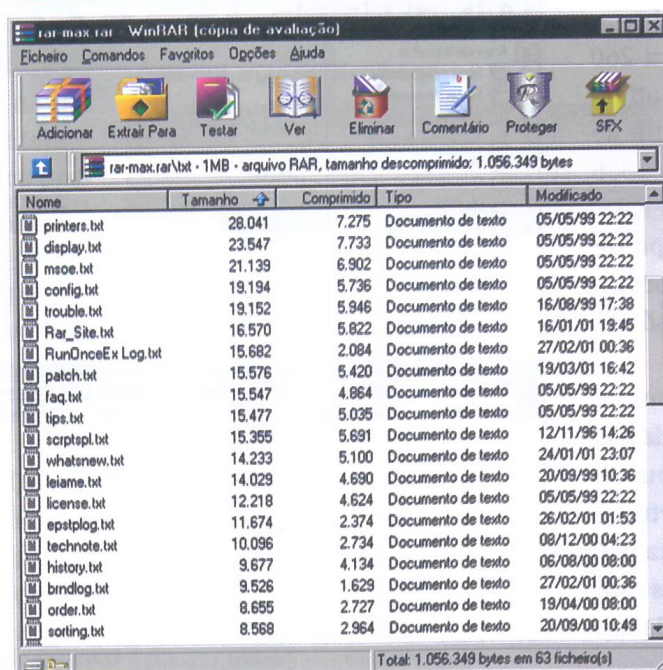 rar-max.rar - WinRAR (cópia de avaliação)
Ficheiro Comandos Favoritos Opções Ajuda
Adicionar Extrair Para Testar Ver Eliminar Comentário Proteger SFX
rar-max.rar\txt - 1MB - arquivo RAR, tamanho descomprimido: 1.056.349 bytes
Nome Tamanho Comprimido Tipo Modificado
printers.txt 28.041 7.275 Documento de texto 05/05/99 22:22
display.txt 23.547 7.733 Documento de texto 05/05/99 22:22
msoe.txt 21.139 6.902 Documento de texto 05/05/99 22:22
config.txt 19.194 5.736 Documento de texto 05/05/99 22:22
trouble.txt 19.152 5.946 Documento de texto 16/08/99 17:38
Rar_Site.txt 16.570 5.822 Documento de texto 16/01/01 19:45
RunOnceEx Log.txt 15.682 2.084 Documento de texto 27/02/01 00:36
patch.txt 15.576 5.420 Documento de texto 19/03/01 16:42
faq.txt 15.547 4.864 Documento de texto 05/05/99 22:22
tips.txt 15.477 5.035 Documento de texto 05/05/99 22:22
scrptspl.txt 15.355 5.691 Documento de texto 12/11/96 14:26
whatsnew.txt 14.233 5.100 Documento de texto 24/01/01 23:07
leiame.txt 14.029 4.690 Documento de texto 20/09/99 10:36
license.txt 12.218 4.624 Documento de texto 05/05/99 22:22
epstplog.txt 11.674 2.374 Documento de texto 26/02/01 01:53
technote.txt 10.096 2.734 Documento de texto 08/12/00 04:23
history.txt 9.677 4.134 Documento de texto 06/08/00 08:00
brndlog.txt 9.526 1.629 Documento de texto 27/02/01 00:36
order.txt 8.655 2.727 Documento de texto 19/04/00 08:00
sorting.txt 8.568 2.964 Documento de texto 20/09/00 10:49
Total: 1.056.349 bytes em 63 ficheiro(s)